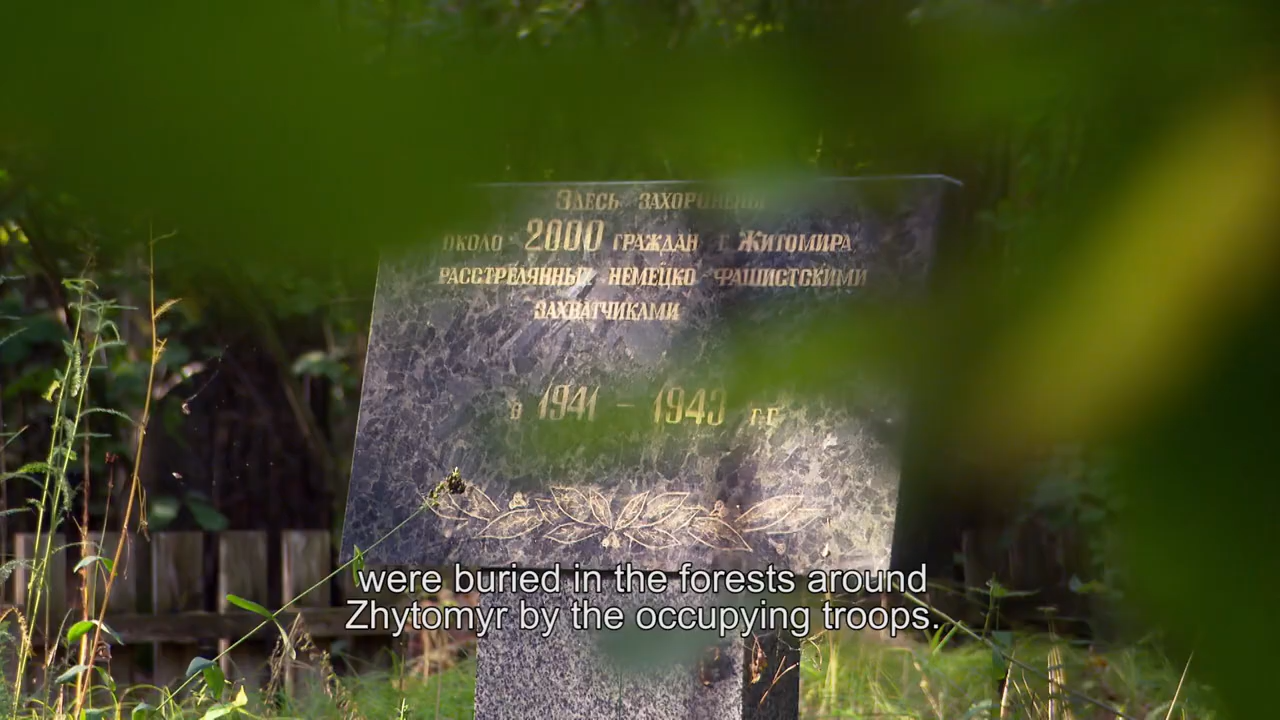 Здесь захоронены
около 2000 граждан г. Житомира,
расстрелянных немецко фашистскими
захватчиками
в 1941 – 1943 г.г.
were buried in the forests around
Zhytomyr by the occupying troops.